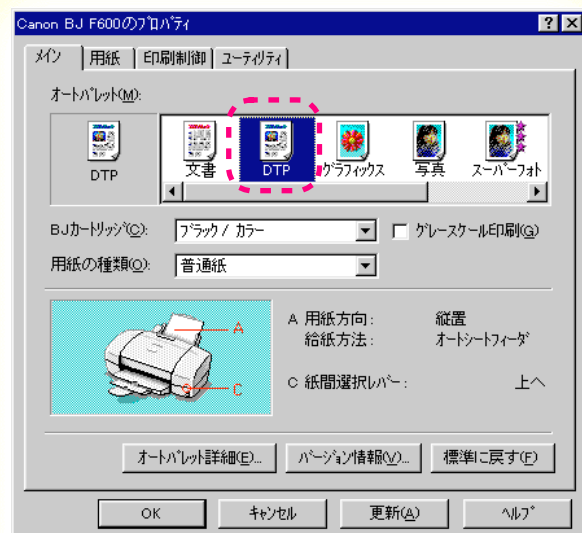 Canon BJ F600のﾌﾟﾛﾊﾟﾃｨ
ﾒｲﾝ 用紙 印刷制御 ﾕｰﾃｨﾘﾃｨ
ｵｰﾄﾊﾟﾚｯﾄ(M):
DTP 文書 DTP ｸﾞﾗﾌｨｯｸｽ 写真 ｽｰﾊﾟｰﾌｫﾄ
BJｶｰﾄﾘｯｼﾞ(C): ﾌﾞﾗｯｸ / ｶﾗｰ ｸﾞﾚｰｽｹｰﾙ印刷(G)
用紙の種類(O): 普通紙
A 用紙方向: 縦置
給紙方法: ｵｰﾄｼｰﾄﾌｨｰﾀﾞ
A
C 紙間選択ﾚﾊﾞｰ: 上へ
C
ｵｰﾄﾊﾟﾚｯﾄ詳細(E)... ﾊﾞｰｼﾞｮﾝ情報(V)... 標準に戻す(F)
OK ｷｬﾝｾﾙ 更新(A) ﾍﾙﾌﾟ